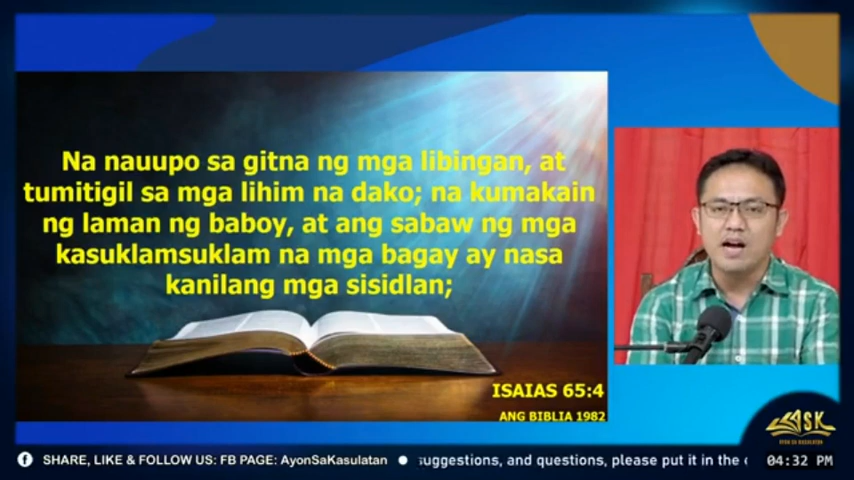 Na nauupo sa gitna ng mga libingan, at
tumitigil sa mga lihim na dako; na kumakain
ng laman ng baboy, at ang sabaw ng mga
kasuklamsuklam na mga bagay ay nasa
kanilang mga sisidlan;
ISAIAS 65:4
ANG BIBLIA 1982
ASK
AYON SA KASULATAN
SHARE, LIKE & FOLLOW US: FB PAGE: AyonSaKasulatan ● suggestions, and questions, please put it in the
04:32 PM